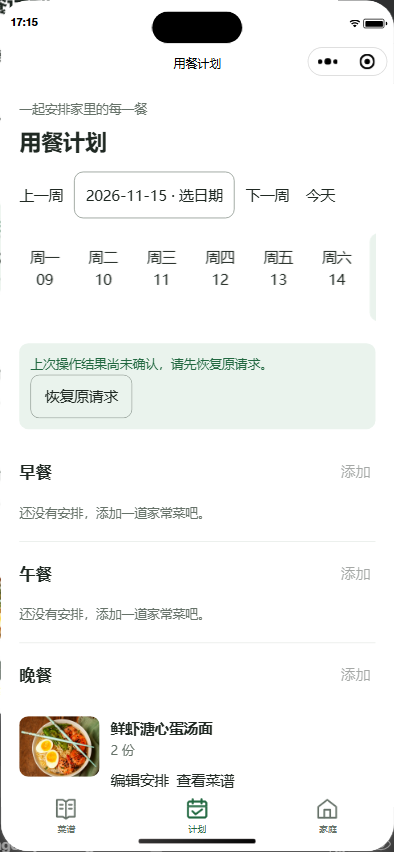 17:15
用餐计划
一起安排家里的每一餐
用餐计划
上一周 2026-11-15 · 选日期 下一周 今天
周一 周二 周三 周四 周五 周六
09 10 11 12 13 14
上次操作结果尚未确认，请先恢复原请求。
恢复原请求
早餐 添加
还没有安排，添加一道家常菜吧。
午餐 添加
还没有安排，添加一道家常菜吧。
晚餐 添加
鲜虾溏心蛋汤面
2 份
编辑安排 查看菜谱
菜谱 计划 家庭